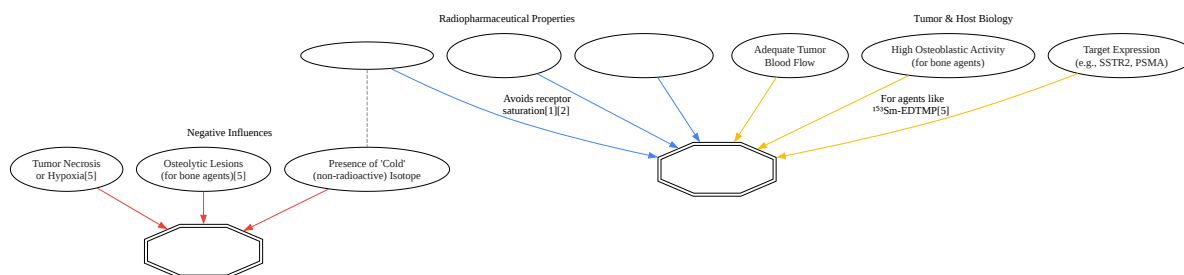 Radiopharmaceutical Properties
Tumor & Host Biology
Adequate Tumor
Blood Flow
High Osteoblastic Activity
(for bone agents)
Target Expression
(e.g., SSTR2, PSMA)
Avoids receptor
saturation[1][2]
For agents like
¹⁵³Sm-EDTMP[5]
Negative Influences
Tumor Necrosis
or Hypoxia[5]
Osteolytic Lesions
(for bone agents)[5]
Presence of 'Cold'
(non-radioactive) Isotope